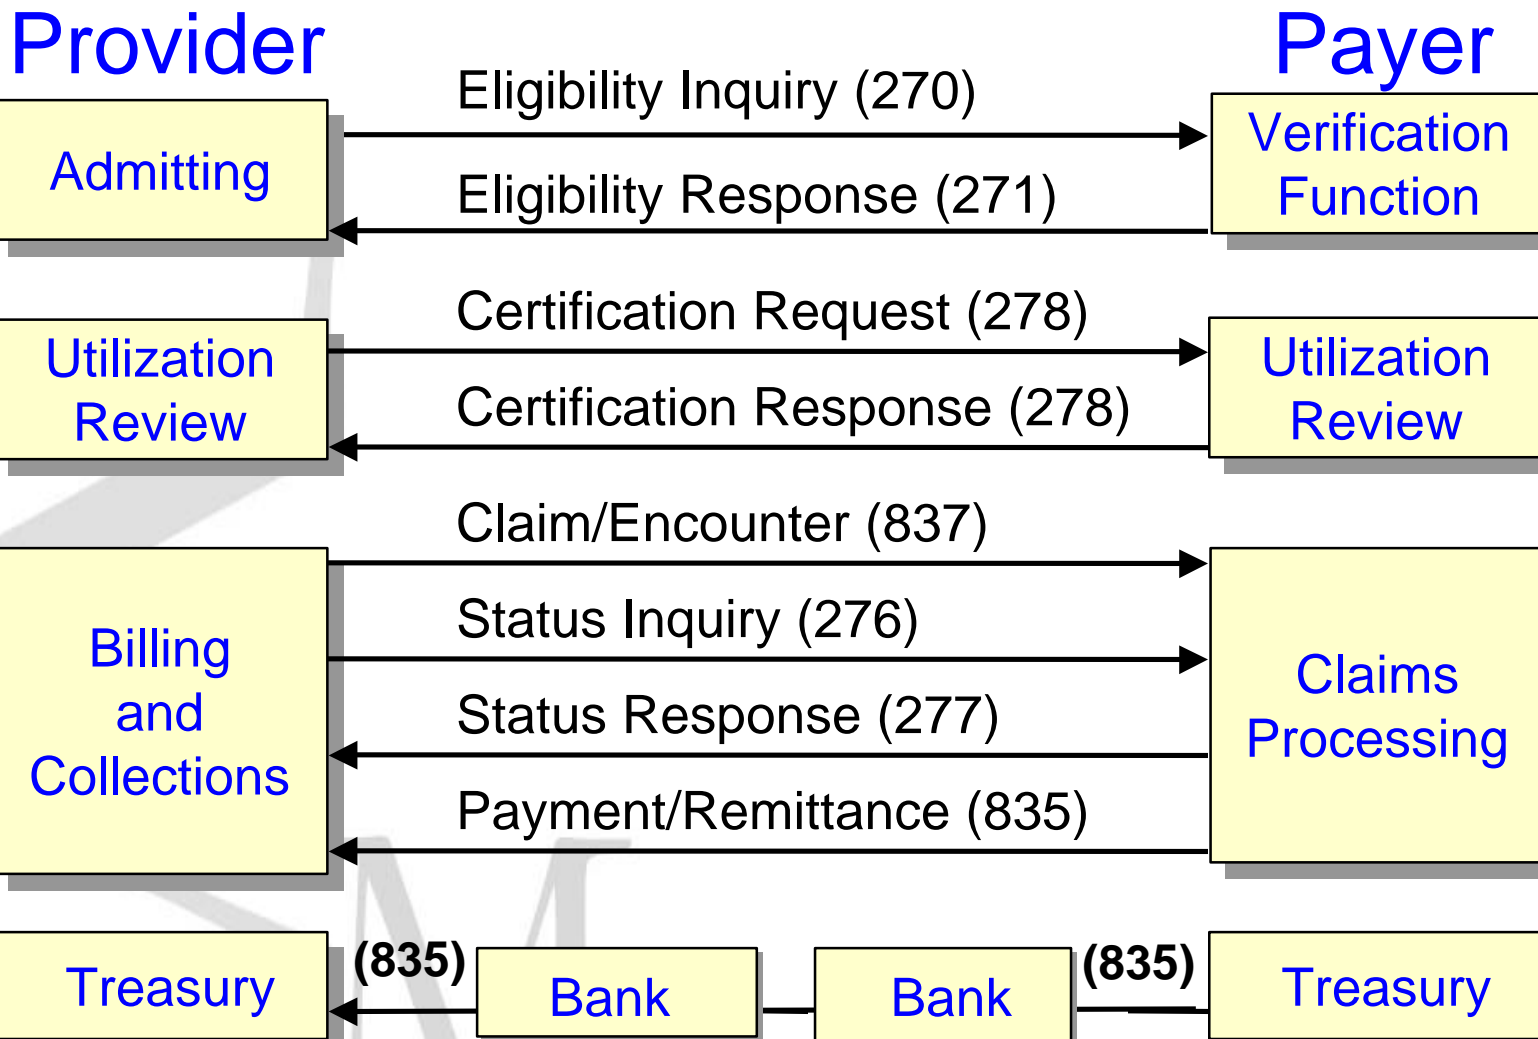 Provider
Payer
Eligibility Inquiry (270)
Admitting
Verification
Function
Eligibility Response (271)
Certification Request (278)
Utilization
Review
Utilization
Review
Certification Response (278)
Claim/Encounter (837)
Status Inquiry (276)
Billing
and
Collections
Claims
Processing
Status Response (277)
Payment/Remittance (835)
Treasury
(835)
Bank
Bank
(835)
Treasury